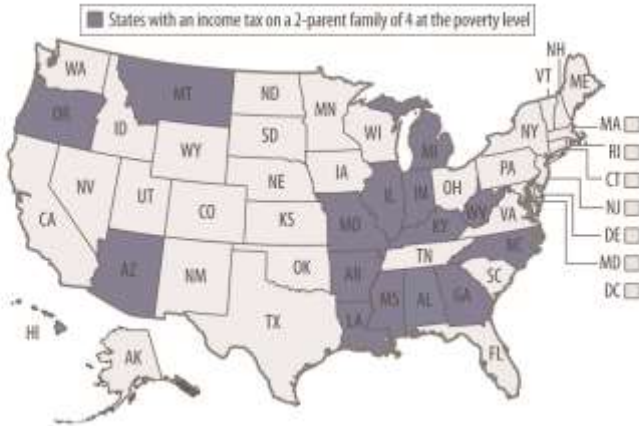 States with an income tax on a 2-parent family of 4 at the poverty level
NH
WA
VT
ME
MT
ND
MN
OR
ID
SD
WI
NY
MA
WY
MI
RI
IA
PA
CT
NE
NV
OH
NJ
UT
IL
IN
CO
WV
VA
DE
CA
KS
MO
KY
MD
NC
TN
AZ
OK
AR
SC
DC
NM
MS
AL
GA
TX
LA
HI
AK
FL